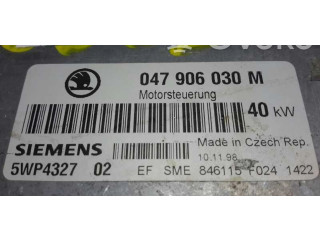 047 906 030 M
Motorsteuerung
40 kW
SIEMENS
Made in Czech Rep.
10.11.98
5WP4327 02
EF SME 846115 F024 1422